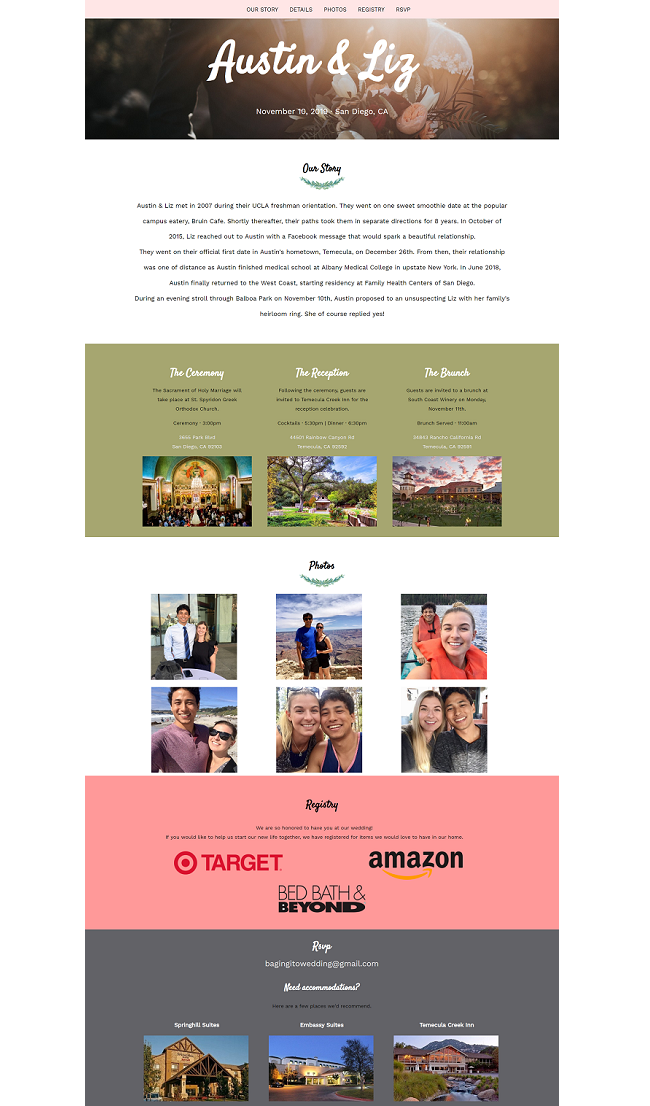 OUR STORY DETAILS PHOTOS REGISTRY RSVP
Austin & Liz
November 10, 2019 · San Diego, CA
Our Story
Austin & Liz met in 2007 during their UCLA freshman orientation. They went on one sweet smoothie date at the popular
campus eatery, Bruin Cafe. Shortly thereafter, their paths took them in separate directions for 8 years. In October of
2015, Liz reached out to Austin with a Facebook message that would spark a beautiful relationship.
They went on their official first date in Austin's hometown, Temecula, on December 26th. From then, their relationship
was one of distance as Austin finished medical school at Albany Medical College in upstate New York. In June 2018,
Austin finally returned to the West Coast, starting residency at Family Health Centers of San Diego.
During an evening stroll through Balboa Park on November 10th, Austin proposed to an unsuspecting Liz with her family's
heirloom ring. She of course replied yes!
The Ceremony
The Sacrament of Holy Marriage will
take place at St. Spyridon Greek
Orthodox Church.
Ceremony · 3:00pm
3655 Park Blvd
San Diego, CA 92103
The Reception
Following the ceremony, guests are
invited to Temecula Creek Inn for the
reception celebration.
Cocktails · 5:30pm | Dinner · 6:30pm
44501 Rainbow Canyon Rd
Temecula, CA 92592
The Brunch
Guests are invited to a brunch at
South Coast Winery on Monday,
November 11th.
Brunch Served · 11:00am
34843 Rancho California Rd
Temecula, CA 92591
Photos
Registry
We are so honored to have you at our wedding!
If you would like to help us start our new life together, we have registered for items we would love to have in our home.
TARGET
amazon
BED BATH &
BEYOND
Rsvp
bagingitowedding@gmail.com
Need accommodations?
Here are a few places we'd recommend.
Springhill Suites Embassy Suites Temecula Creek Inn